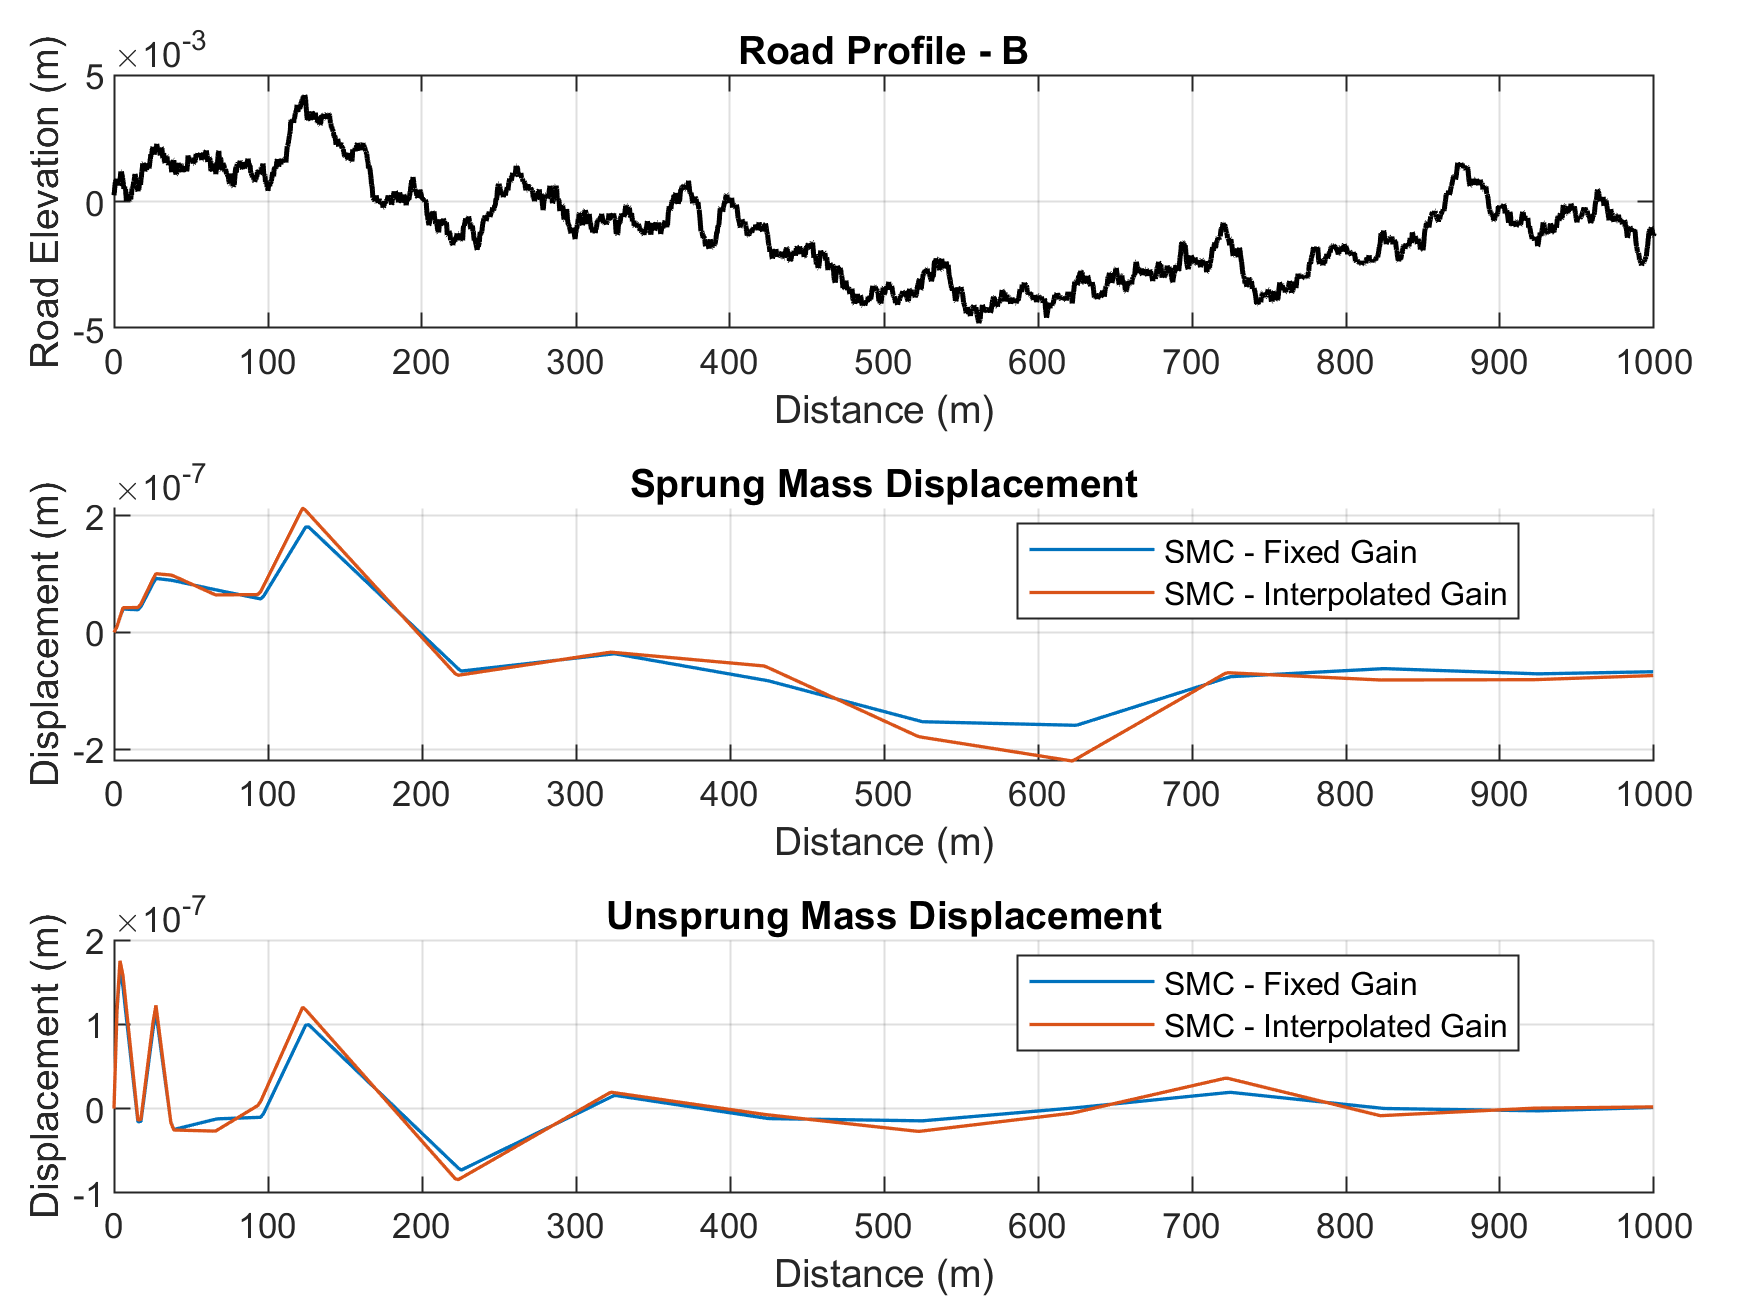 Road Profile - B
×10-3
Road Elevation (m)
5
0
-5
0 100 200 300 400 500 600 700 800 900 1000
Distance (m)
Sprung Mass Displacement
×10-7
Displacement (m)
2
0
-2
SMC - Fixed Gain
SMC - Interpolated Gain
0 100 200 300 400 500 600 700 800 900 1000
Distance (m)
Unsprung Mass Displacement
×10-7
Displacement (m)
2
1
0
-1
SMC - Fixed Gain
SMC - Interpolated Gain
0 100 200 300 400 500 600 700 800 900 1000
Distance (m)